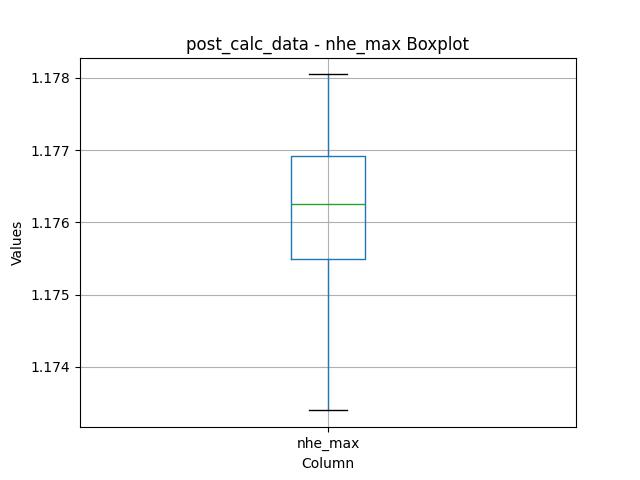 post_calc_data - nhe_max Boxplot
1.178
1.177
1.176
1.175
1.174
Values
nhe_max
Column